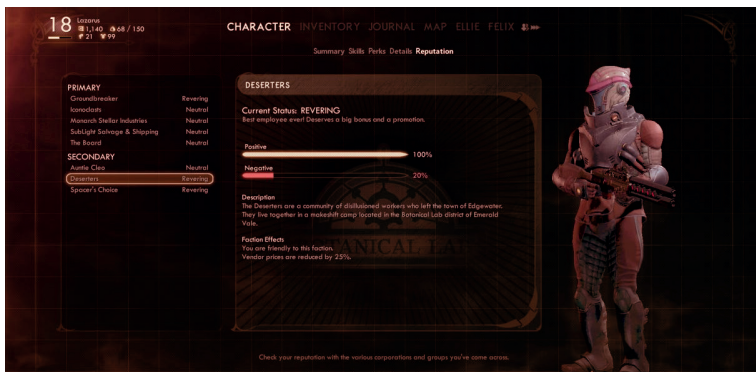 18
Lazarus
1,140 68 / 150
21 99
CHARACTER INVENTORY JOURNAL MAP ELLIE FELIX
Summary Skills Perks Details Reputation
PRIMARY
Groundbreaker Revering
Iconoclasts Neutral
Monarch Stellar Industries Neutral
SubLight Salvage & Shipping Neutral
The Board Neutral
SECONDARY
Auntie Cleo Neutral
Deserters Revering
Spacer's Choice Revering
DESERTERS
Current Status: REVERING
Best employee ever! Deserves a big bonus and a promotion.
Positive
100%
Negative
20%
Description
The Deserters are a community of disillusioned workers who left the town of Edgewater.
They live together in a makeshift camp located in the Botanical Lab district of Emerald
Vale.
Faction Effects
You are friendly to this faction.
Vendor prices are reduced by 25%.
BOTANICAL LAB
Check your reputation with the various corporations and groups you've come across.